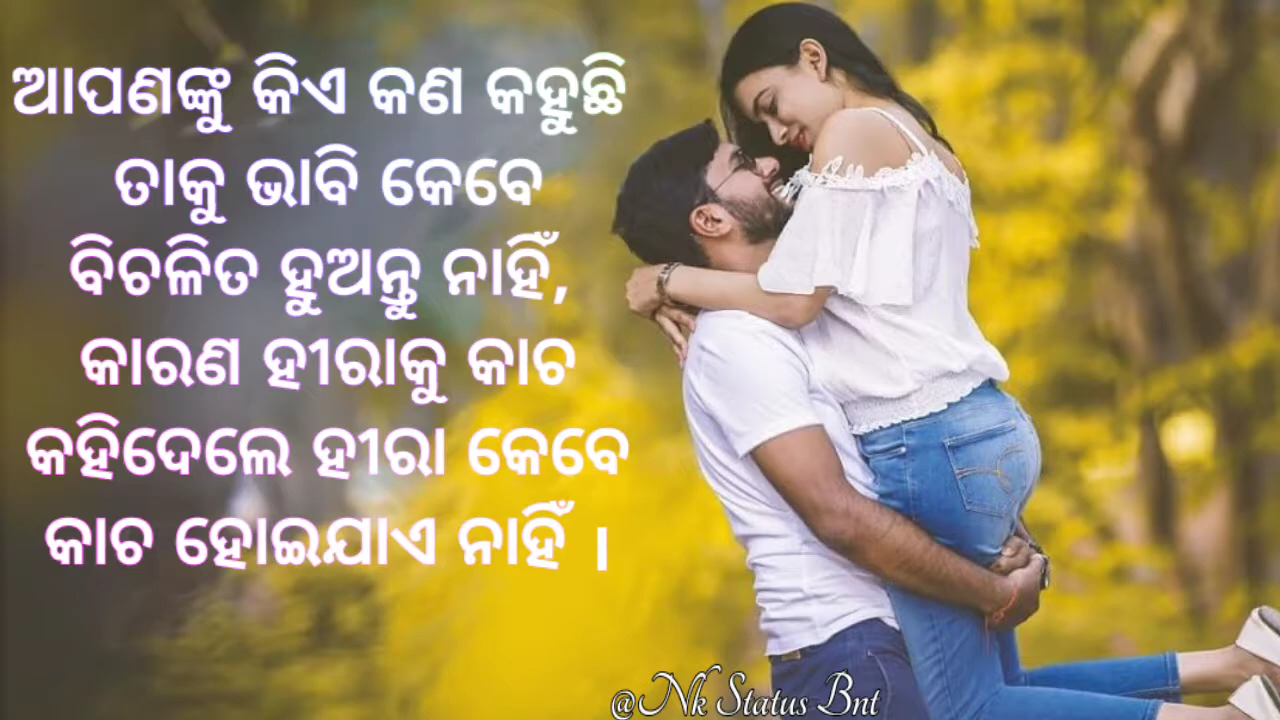 ଆପଣଙ୍କୁ କିଏ କଣ କହୁଛି
ତାକୁ ଭାବି କେବେ
ବିଚଳିତ ହୁଅନ୍ତୁ ନାହିଁ,
କାରଣ ହୀରାକୁ କାଚ
କହିଦେଲେ ହୀରା କେବେ
କାଚ ହୋଇଯାଏ ନାହିଁ ।
@Nk Status Bnt